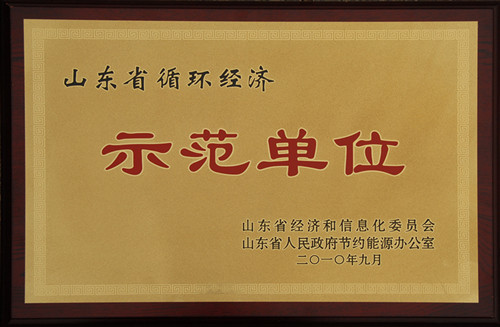 山东省循环经济
示范单位
山东省经济和信息化委员会
山东省人民政府节约能源办公室
二〇一〇年九月